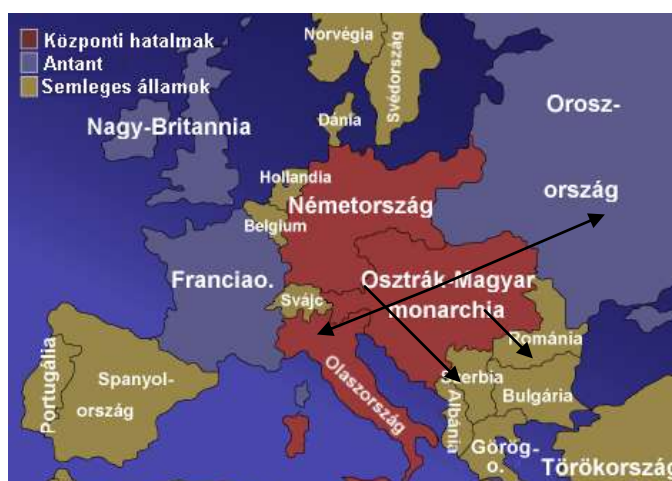 Központi hatalmak
Antant
Semleges államok
Norvégia
Svédország
Orosz-
ország
Nagy-Britannia
Dánia
Hollandia
Németország
Belgium
Franciao.
Osztrák-Magyar
monarchia
Svájc
Románia
Olaszország
Szerbia
Bulgária
Albánia
Portugália
Spanyol-
ország
Görög-
o.
Törökország